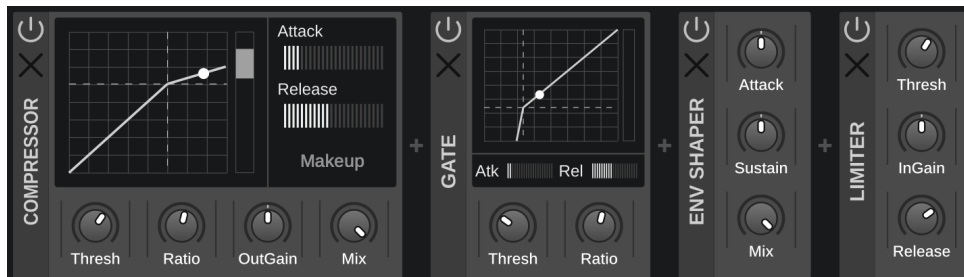 COMPRESSOR
Attack
Release
Makeup
Thresh
Ratio
OutGain
Mix
+
GATE
Atk
Rel
Thresh
Ratio
+
ENV SHAPER
Attack
Sustain
Mix
+
LIMITER
Thresh
InGain
Release